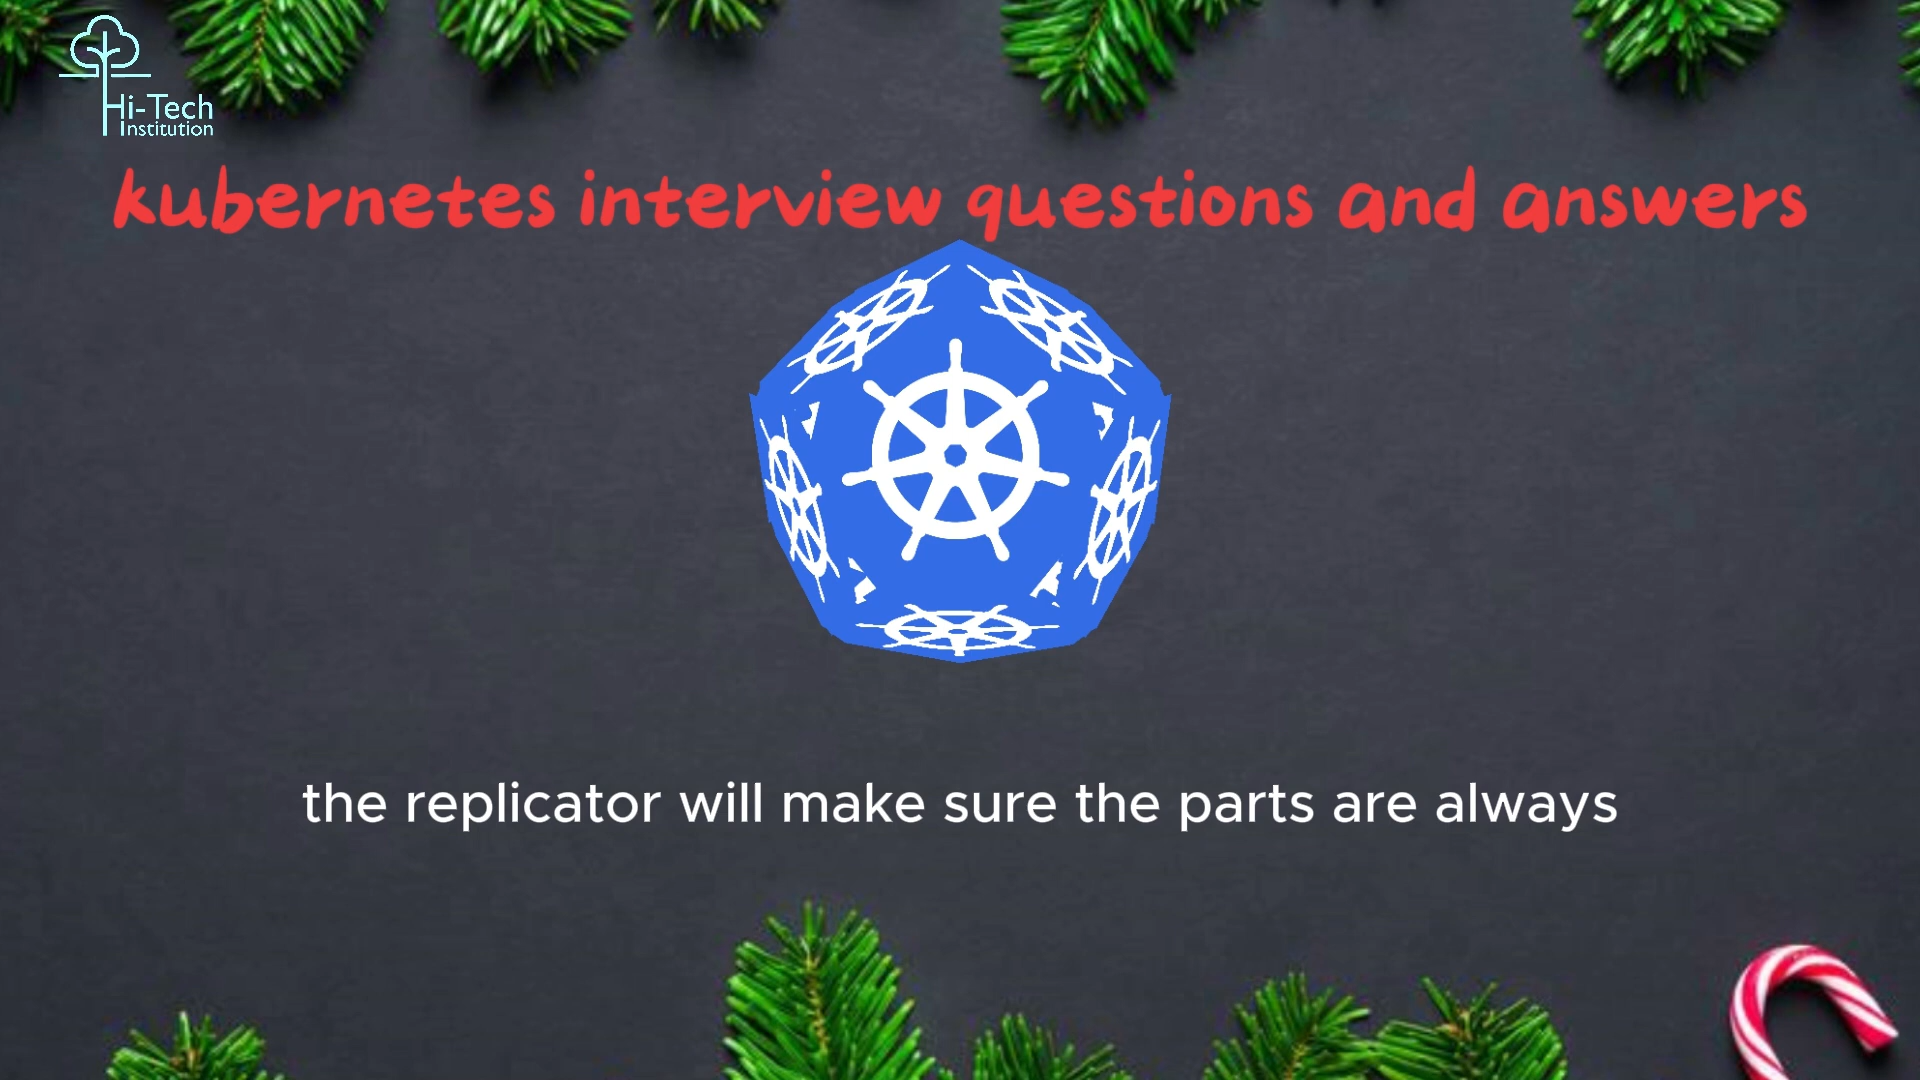 Hi-Tech
Institution
kubernetes interview questions and answers
the replicator will make sure the parts are always